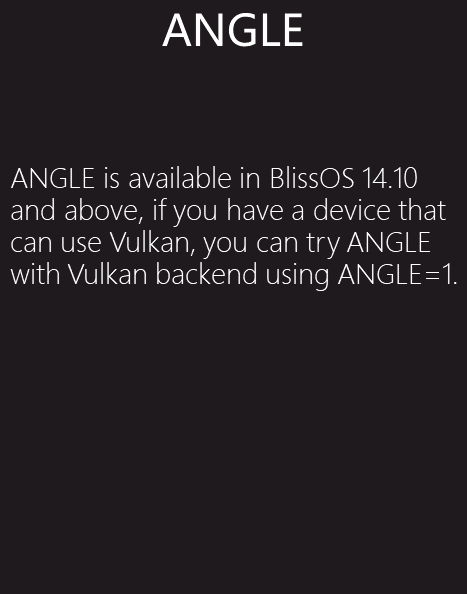 ANGLE
ANGLE is available in BlissOS 14.10
and above, if you have a device that
can use Vulkan, you can try ANGLE
with Vulkan backend using ANGLE=1.